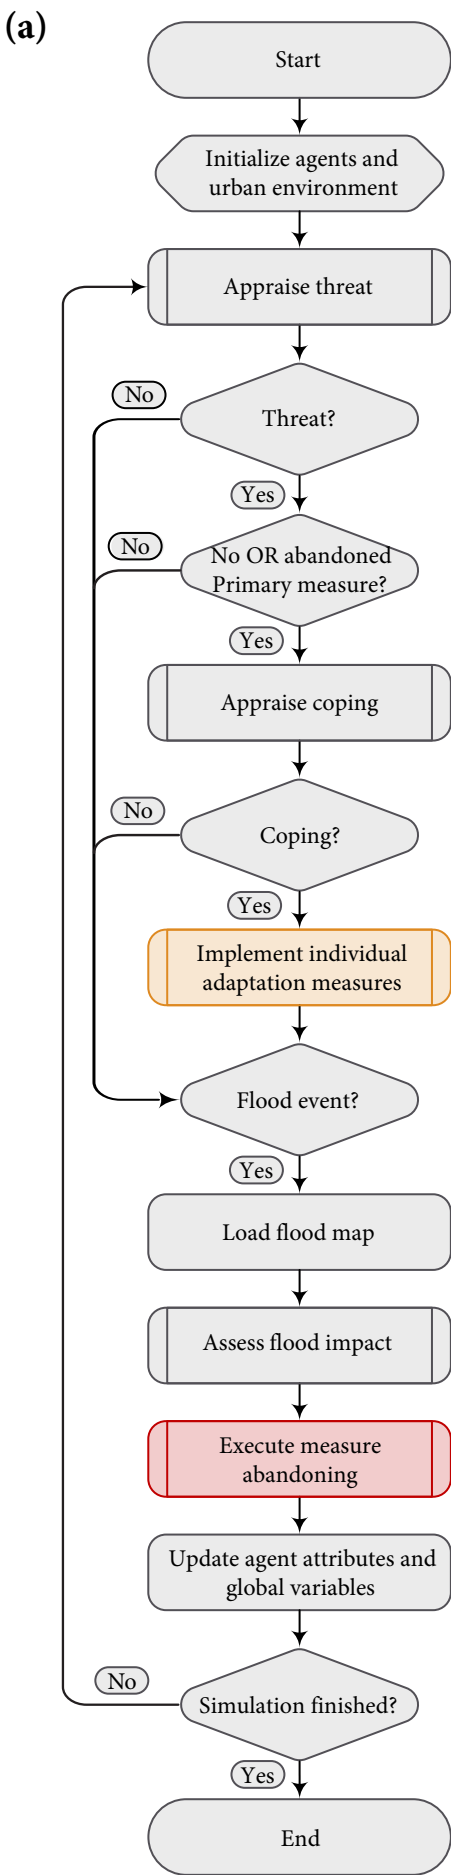 (a)
Start
Initialize agents and
urban environment
Appraise threat
No
Threat?
Yes
No
No OR abandoned
Primary measure?
Yes
Appraise coping
No
Coping?
Yes
Implement individual
adaptation measures
Flood event?
Yes
Load flood map
Assess flood impact
Execute measure
abandoning
Update agent attributes and
global variables
No
Simulation finished?
Yes
End